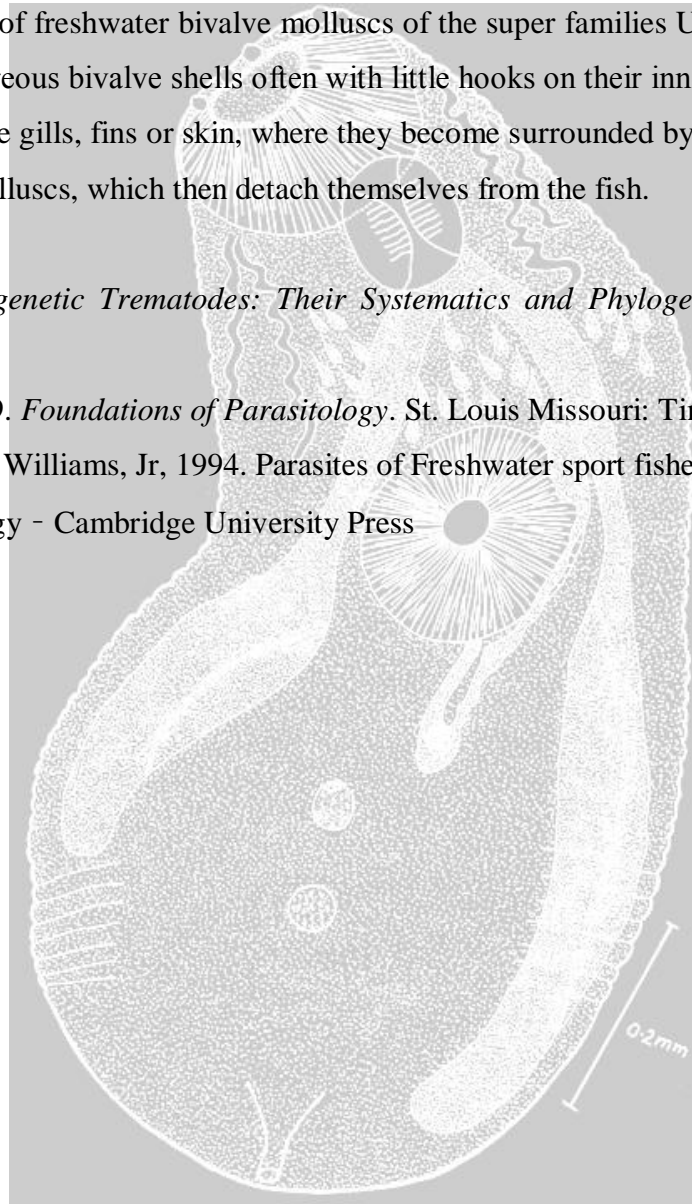 of freshwater bivalve molluscs of the super families U
eous bivalve shells often with little hooks on their inn
e gills, fins or skin, where they become surrounded by
lluscs, which then detach themselves from the fish.
genetic Trematodes: Their Systematics and Phyloge
). Foundations of Parasitology. St. Louis Missouri: Tin
Williams, Jr, 1994. Parasites of Freshwater sport fishe
gy - Cambridge University Press
0·2mm